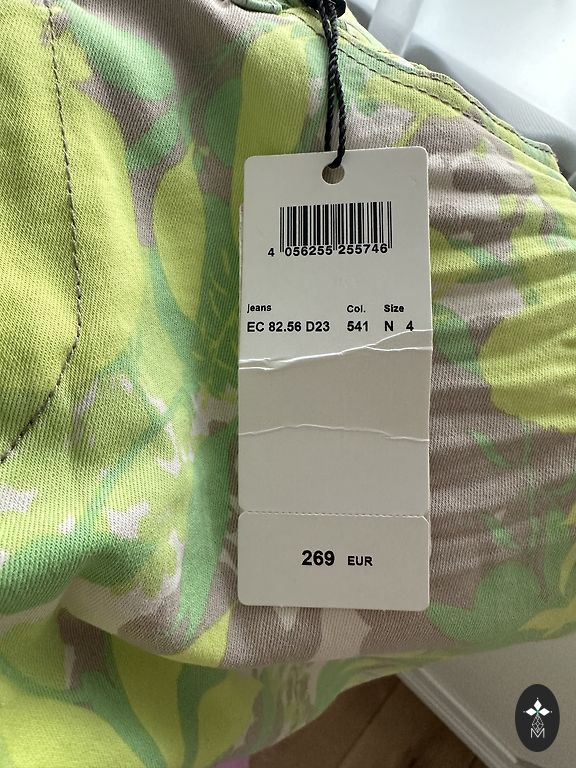 4 056255 255746
Jeans Col. Size
EC 82.56 D23 541 N 4
269 EUR
M